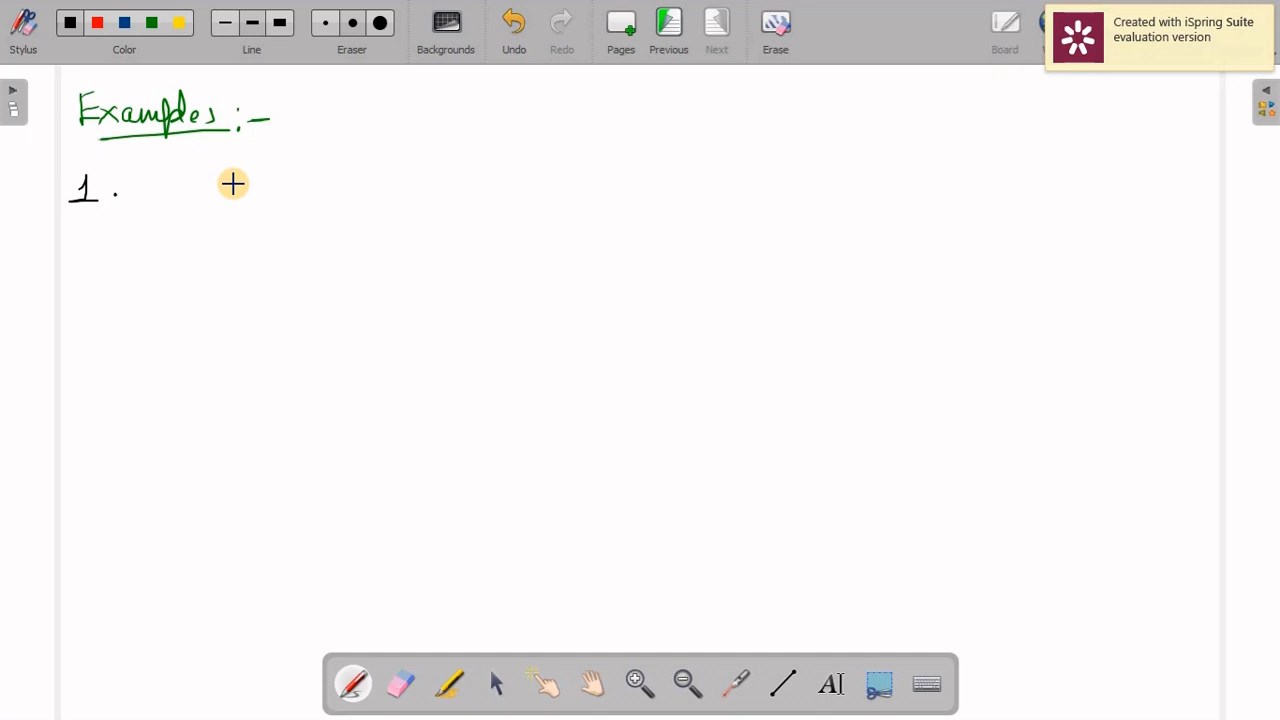 Stylus Color Line Eraser Backgrounds Undo Redo Pages Previous Next Erase Board
Created with iSpring Suite
evaluation version
Examples :-
1.
AI